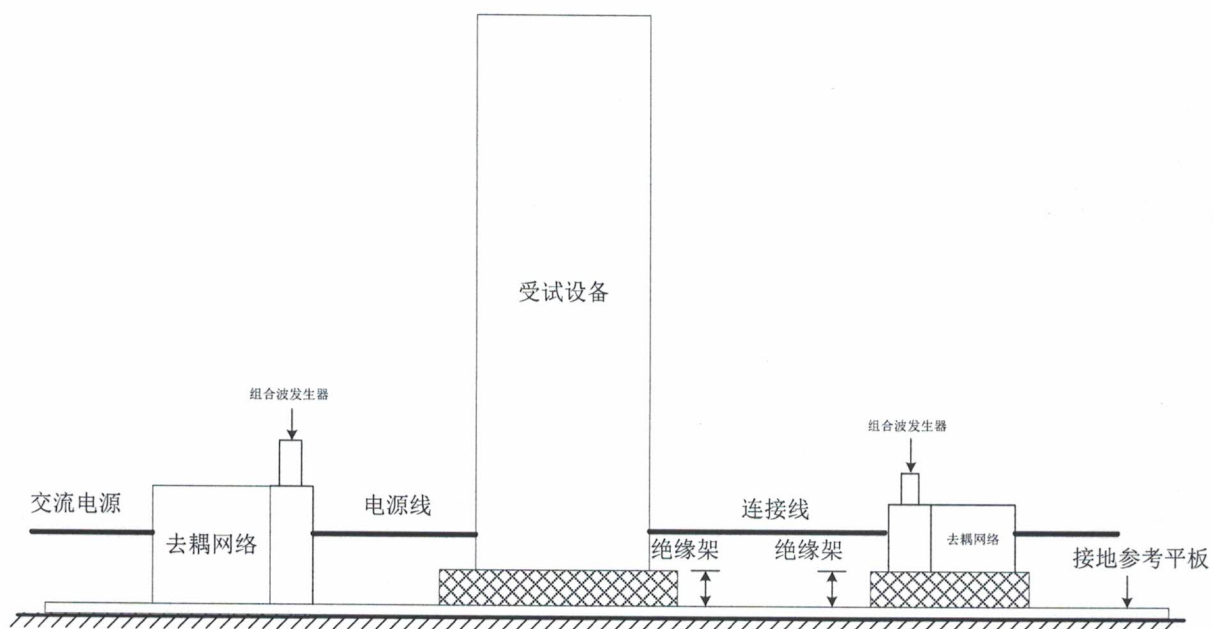 受试设备
组合波发生器
组合波发生器
交流电源
电源线
连接线
去耦网络
去耦网络
绝缘架
绝缘架
接地参考平板